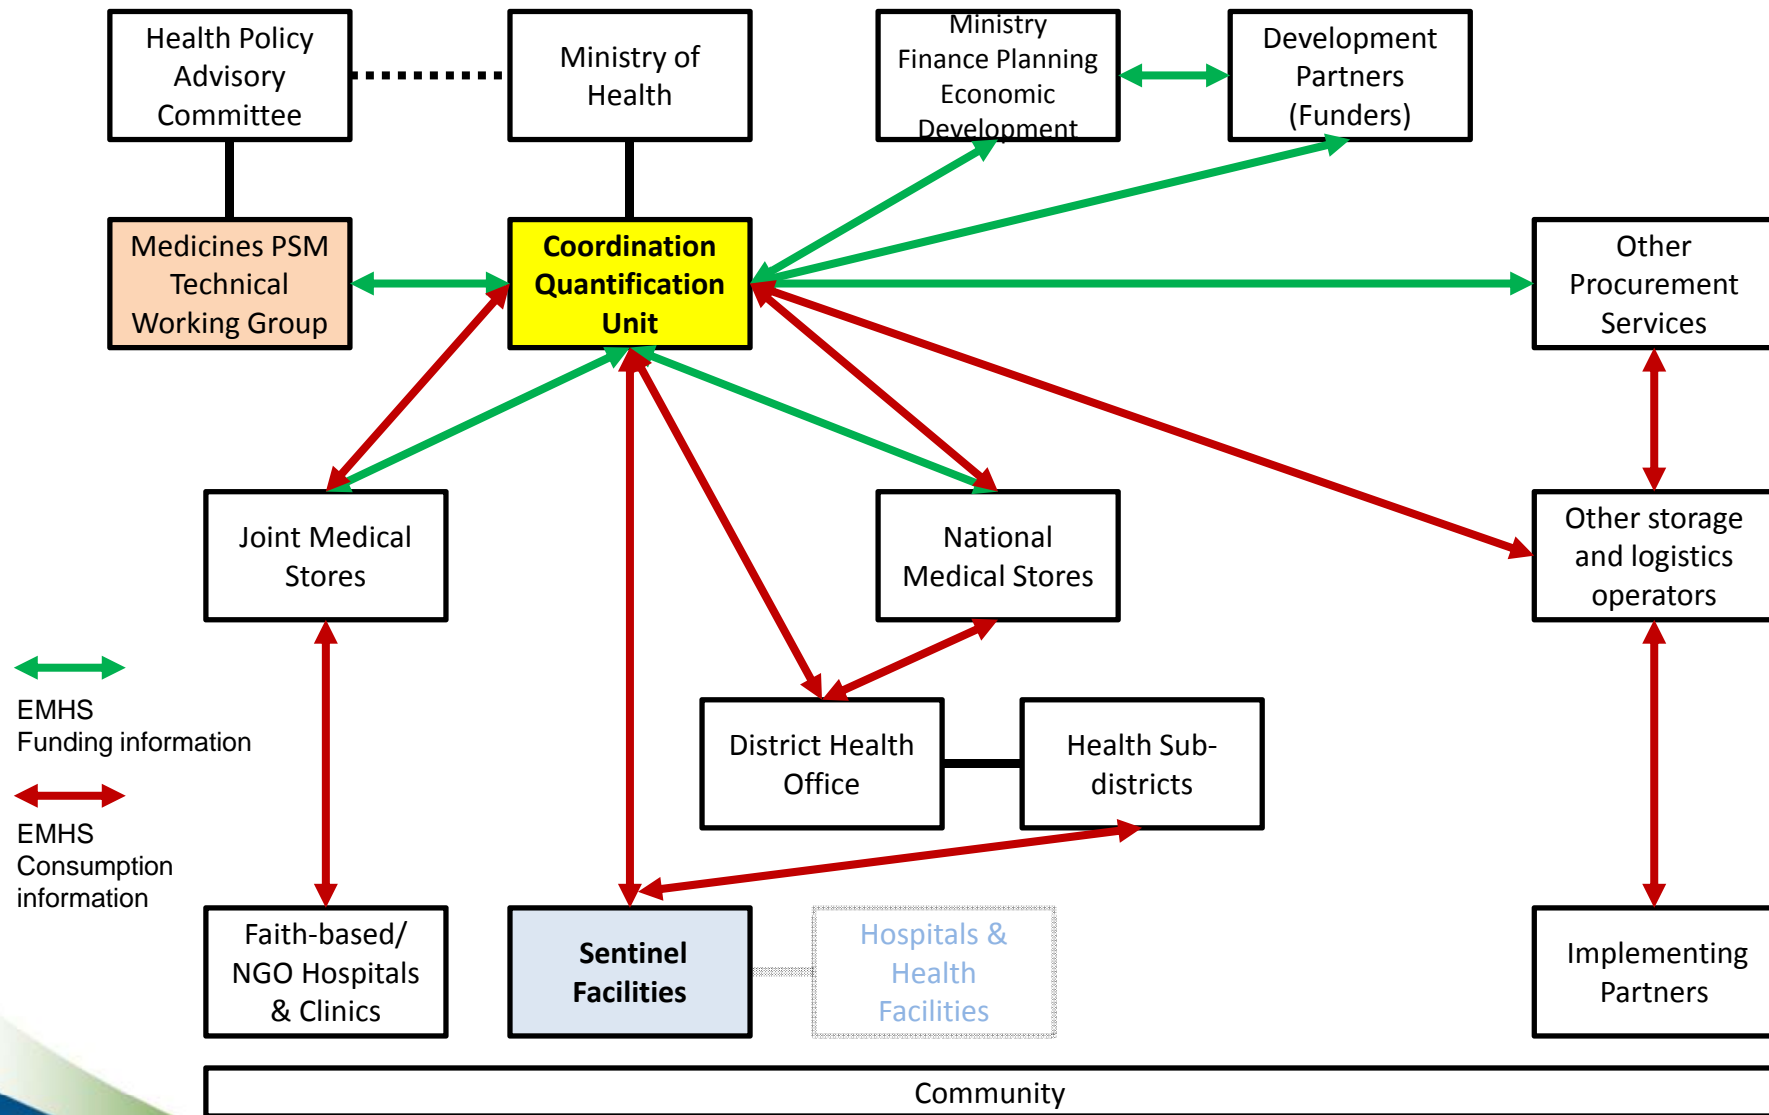 Health Policy
Advisory
Committee
Ministry of
Health
Ministry
Finance Planning
Economic
Development
Development
Partners
(Funders)
Medicines PSM
Technical
Working Group
Coordination
Quantification
Unit
Other
Procurement
Services
Joint Medical
Stores
National
Medical Stores
Other storage
and logistics
operators
EMHS
Funding information
EMHS
Consumption
information
District Health
Office
Health Sub-
districts
Faith-based/
NGO Hospitals
& Clinics
Sentinel
Facilities
Hospitals &
Health
Facilities
Implementing
Partners
Community